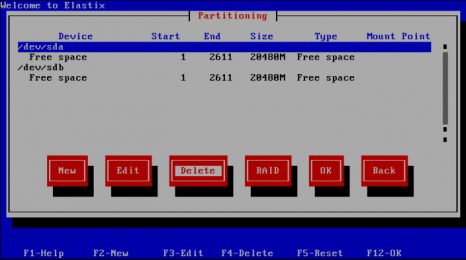 Welcome to Elastix
Partitioning
Device Start End Size Type Mount Point
/dev/sda
Free space 1 2611 20480M Free space
/dev/sdb
Free space 1 2611 20480M Free space
New Edit Delete RAID OK Back
F1-Help F2-New F3-Edit F4-Delete F5-Reset F12-OK